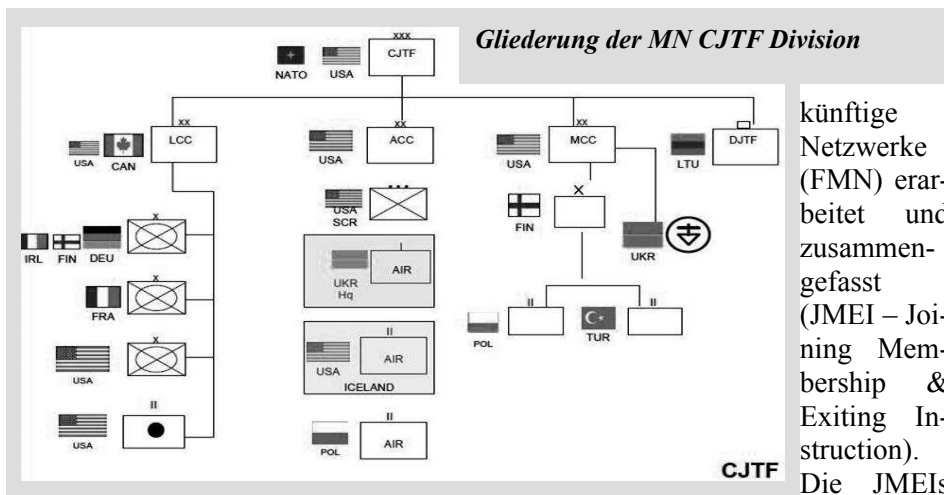 Gliederung der MN CJTF Division
xxx
CJTF
NATO
USA
xx
LCC
USA
CAN
xx
ACC
USA
xx
MCC
USA
DJTF
LTU
x
IRL
FIN
DEU
x
FRA
x
USA
II
USA
USA
SCR
I
AIR
UKR
Hq
II
AIR
USA
ICELAND
II
AIR
POL
X
FIN
UKR
II
POL
II
TUR
CJTF
künftige
Netzwerke
(FMN) erar-
beitet und
zusammen-
gefasst
(JMEI – Joi-
ning Mem-
bership &
Exiting In-
struction).
Die JMEIs